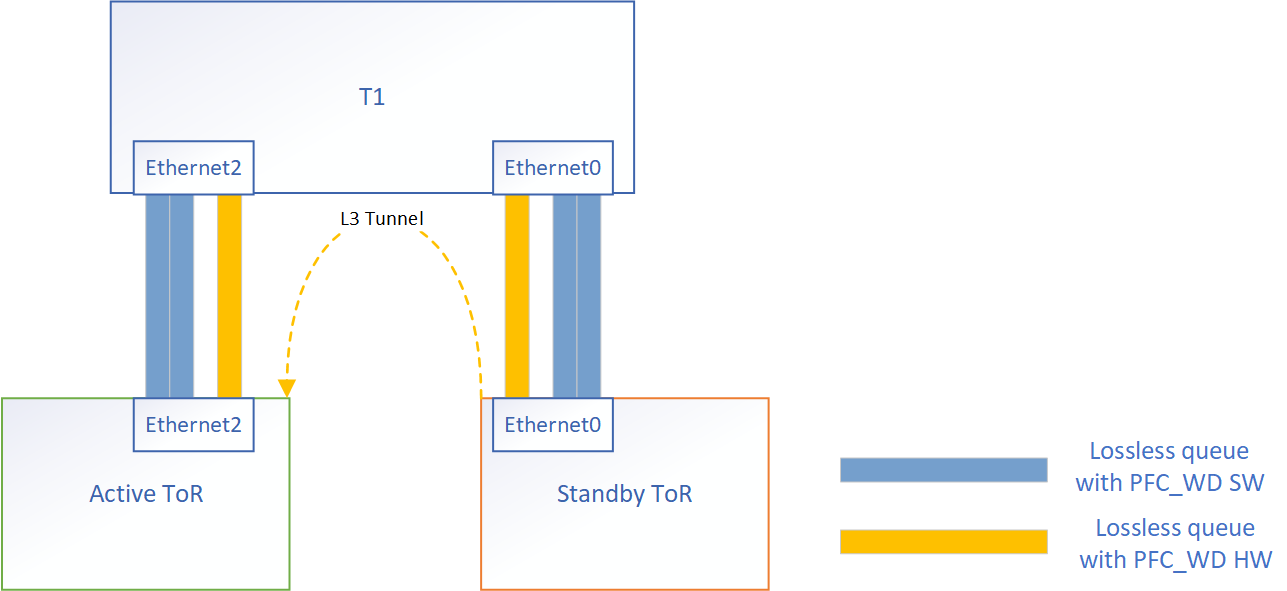 T1
Ethernet2
Ethernet0
L3 Tunnel
Ethernet2
Ethernet0
Active ToR
Standby ToR
Lossless queue
with PFC_WD SW
Lossless queue
with PFC_WD HW